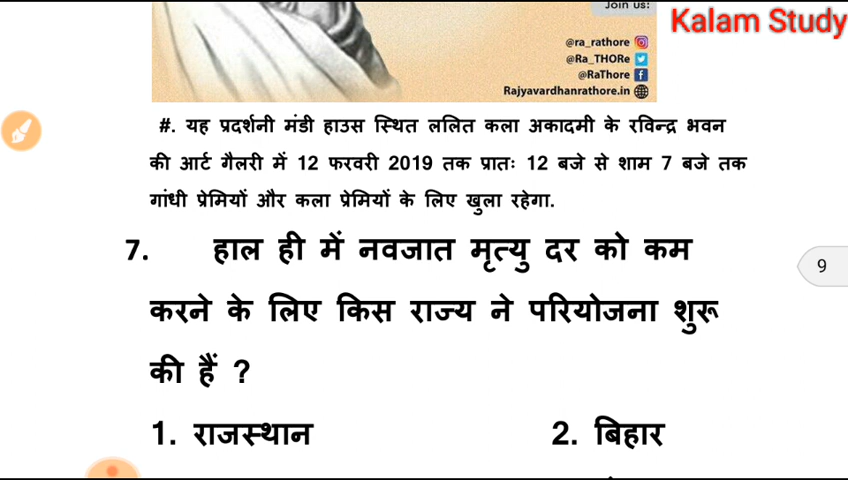 Join us:
Kalam Study
@ra_rathore
@Ra_THORe
@RaThore
Rajyavardhanrathore.in
#. यह प्रदर्शनी मंडी हाउस स्थित ललित कला अकादमी के रविन्द्र भवन
की आर्ट गैलरी में 12 फरवरी 2019 तक प्रातः 12 बजे से शाम 7 बजे तक
गांधी प्रेमियों और कला प्रेमियों के लिए खुला रहेगा.
7. हाल ही में नवजात मृत्यु दर को कम
करने के लिए किस राज्य ने परियोजना शुरू
की हैं ?
9
1. राजस्थान 2. बिहार